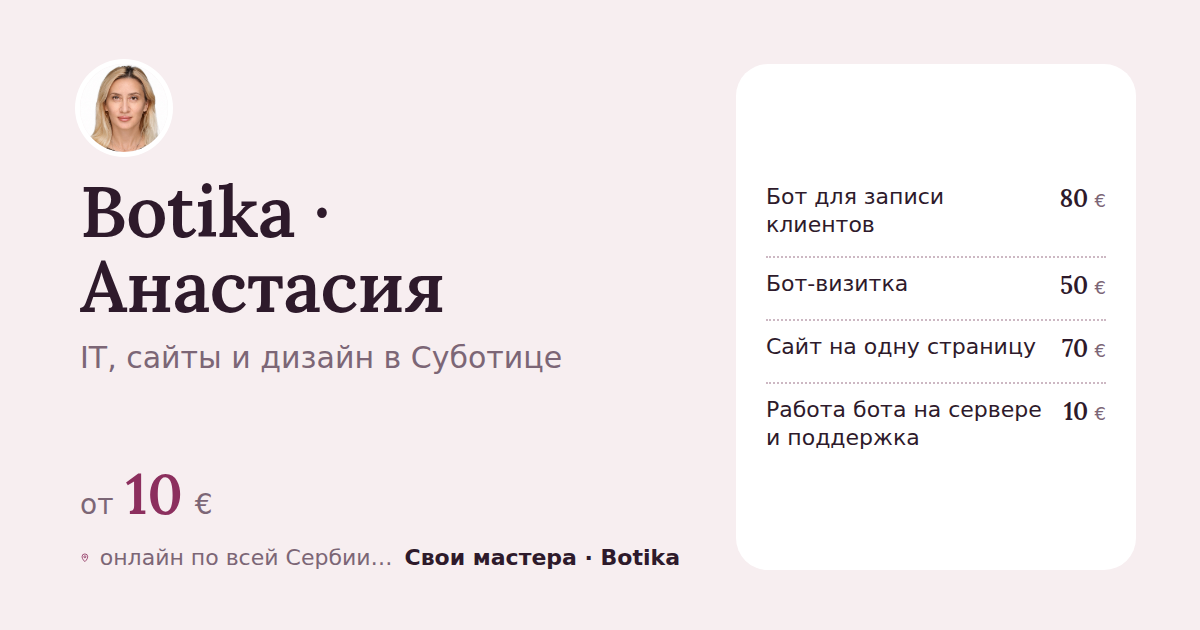 Botika ·
Анастасия
IT, сайты и дизайн в Суботице
от 10 €
онлайн по всей Сербии… Свои мастера · Botika
Бот для записи 80 €
клиентов
Бот-визитка 50 €
Сайт на одну страницу 70 €
Работа бота на сервере 10 €
и поддержка